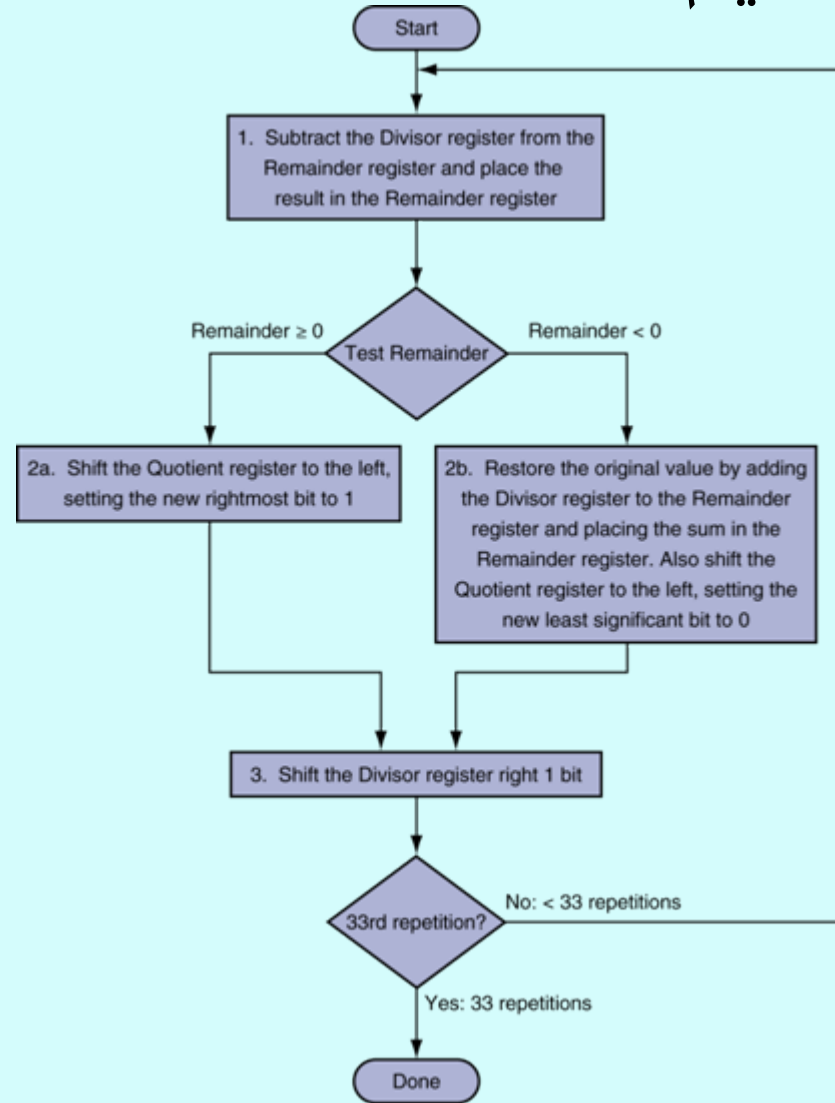 Start
1. Subtract the Divisor register from the
Remainder register and place the
result in the Remainder register
Remainder ≥ 0
Remainder < 0
Test Remainder
2a. Shift the Quotient register to the left,
setting the new rightmost bit to 1
2b. Restore the original value by adding
the Divisor register to the Remainder
register and placing the sum in the
Remainder register. Also shift the
Quotient register to the left, setting the
new least significant bit to 0
3. Shift the Divisor register right 1 bit
No: < 33 repetitions
33rd repetition?
Yes: 33 repetitions
Done